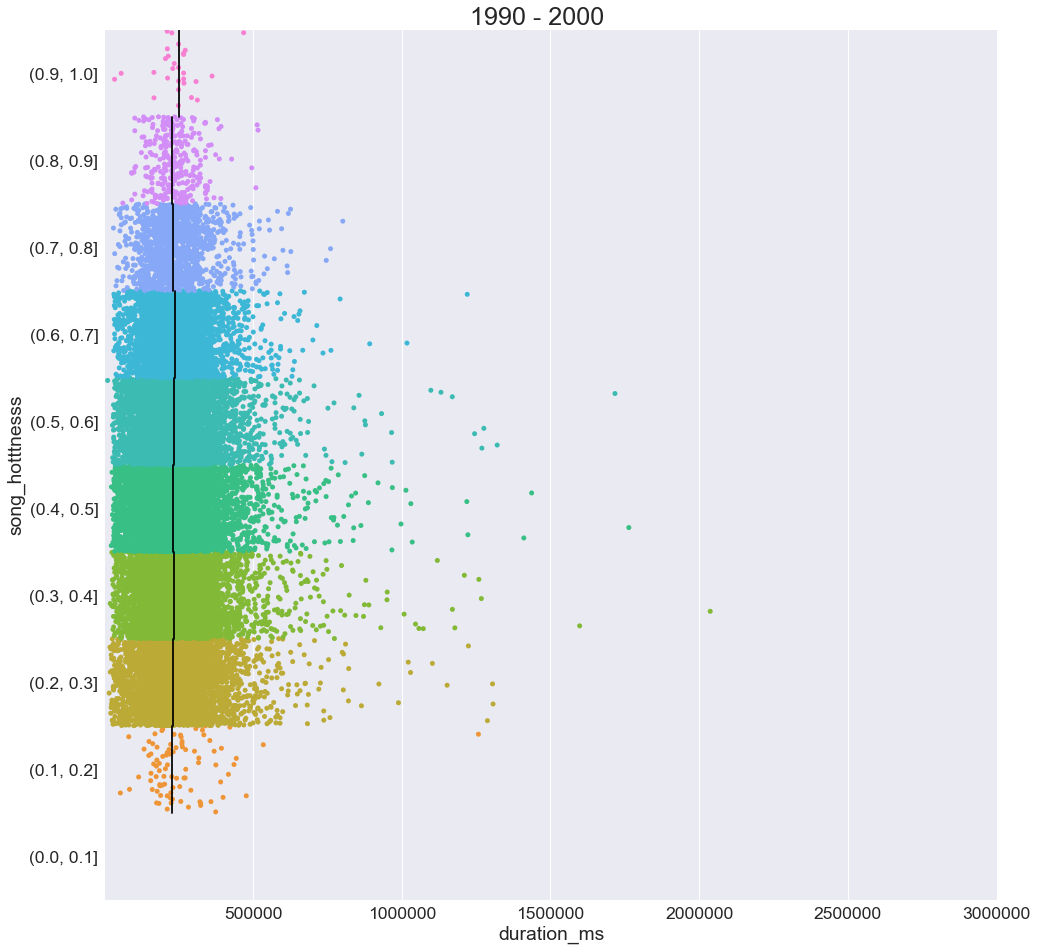 1990 - 2000
song_hotttnesss
(0.9, 1.0]
(0.8, 0.9]
(0.7, 0.8]
(0.6, 0.7]
(0.5, 0.6]
(0.4, 0.5]
(0.3, 0.4]
(0.2, 0.3]
(0.1, 0.2]
(0.0, 0.1]
500000 1000000 1500000 2000000 2500000 3000000
duration_ms